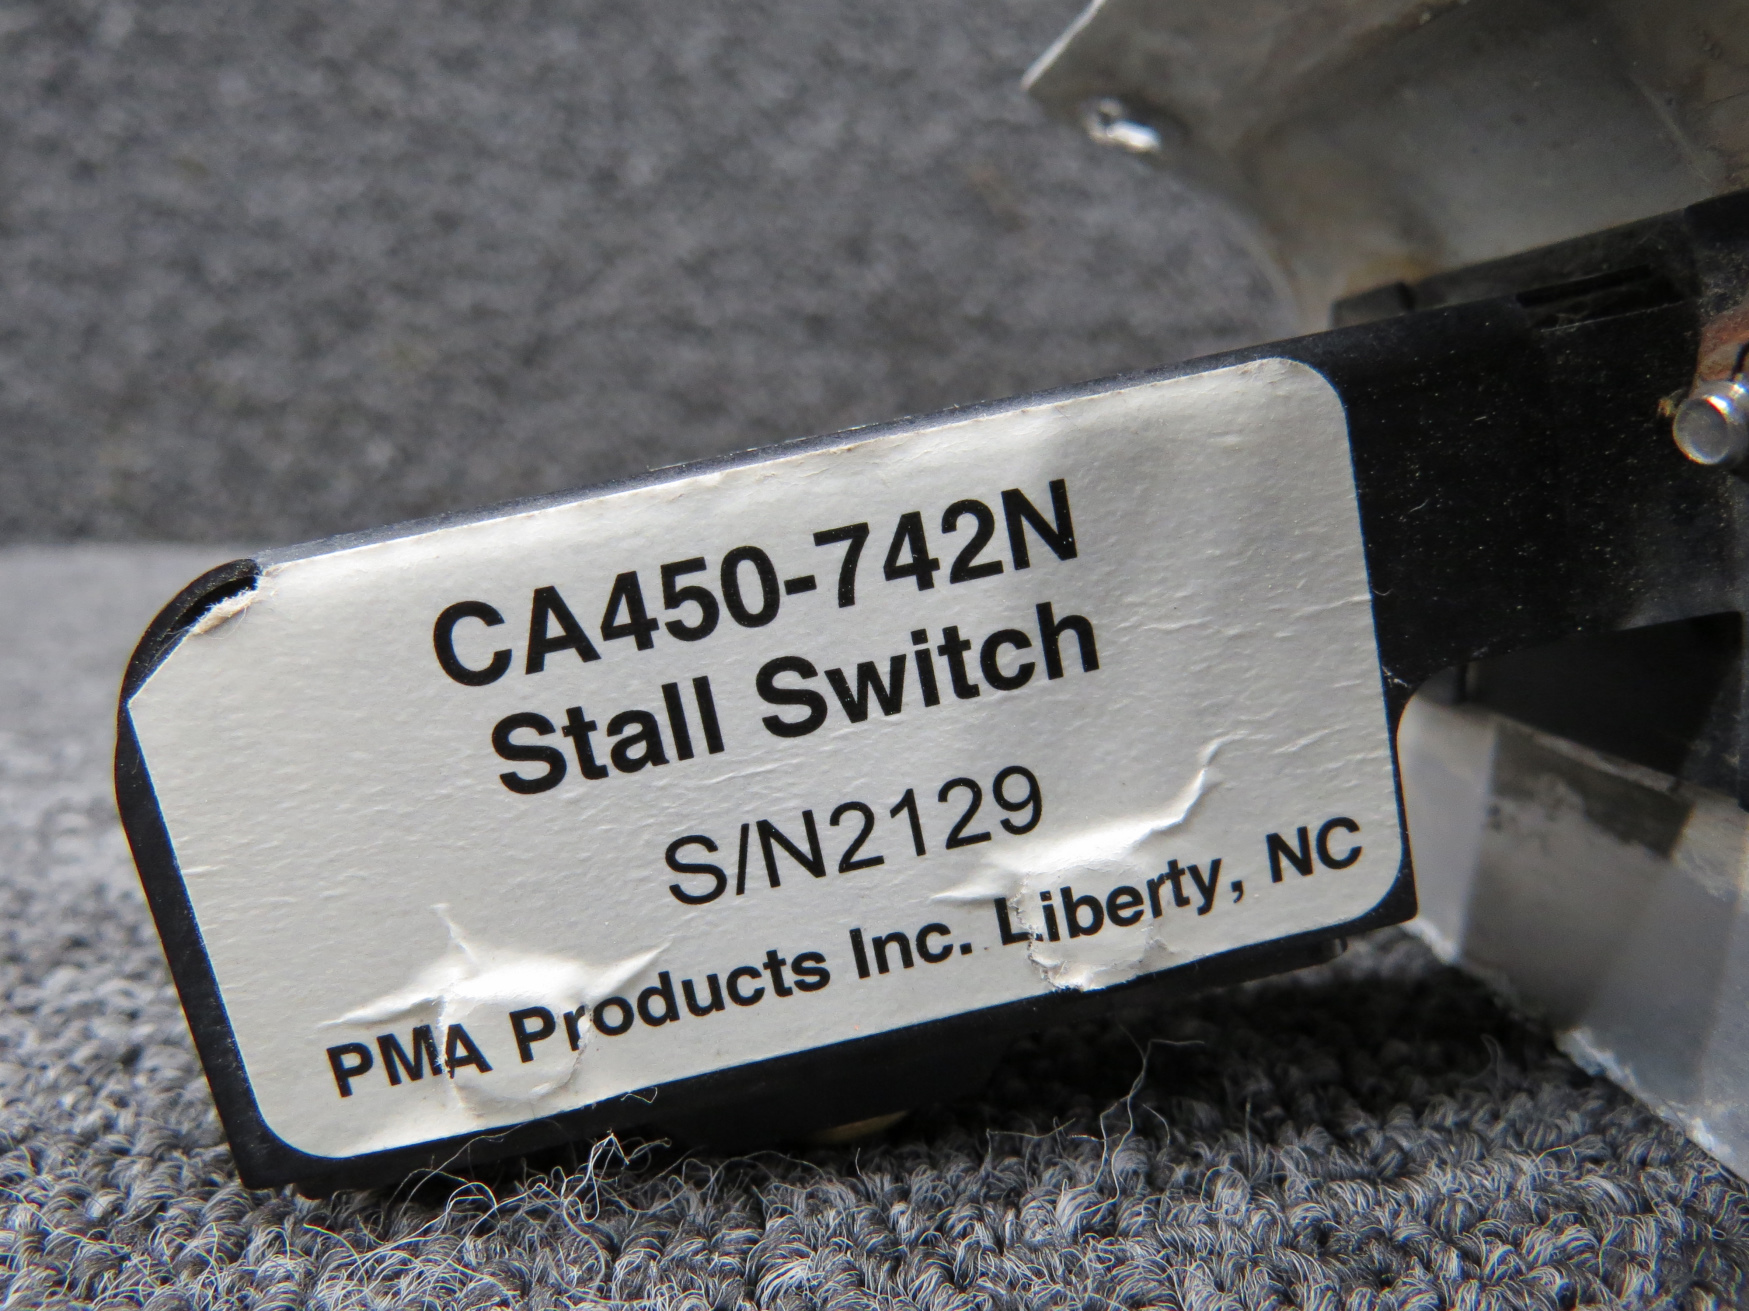 CA450-742N
Stall Switch
S/N2129
PMA Products Inc. Liberty, NC